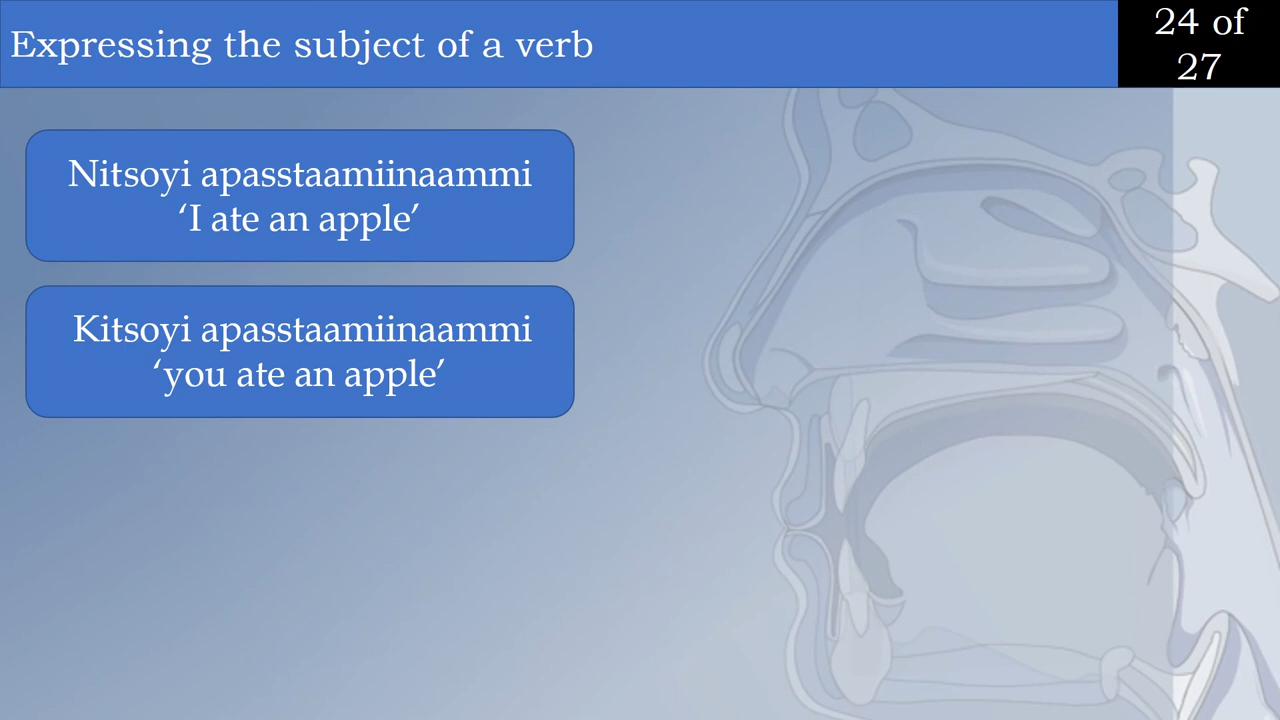 Expressing the subject of a verb
24 of
27
Nitsoyi apasstaamiinaammi
‘I ate an apple’
Kitsoyi apasstaamiinaammi
‘you ate an apple’